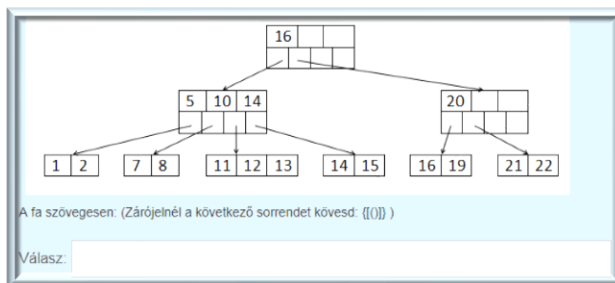 16
5 10 14
20
1 2
7 8
11 12 13
14 15
16 19
21 22
A fa szövegesen: (Zárójelnél a következő sorrendet kövesd: {[()]} )
Válasz: